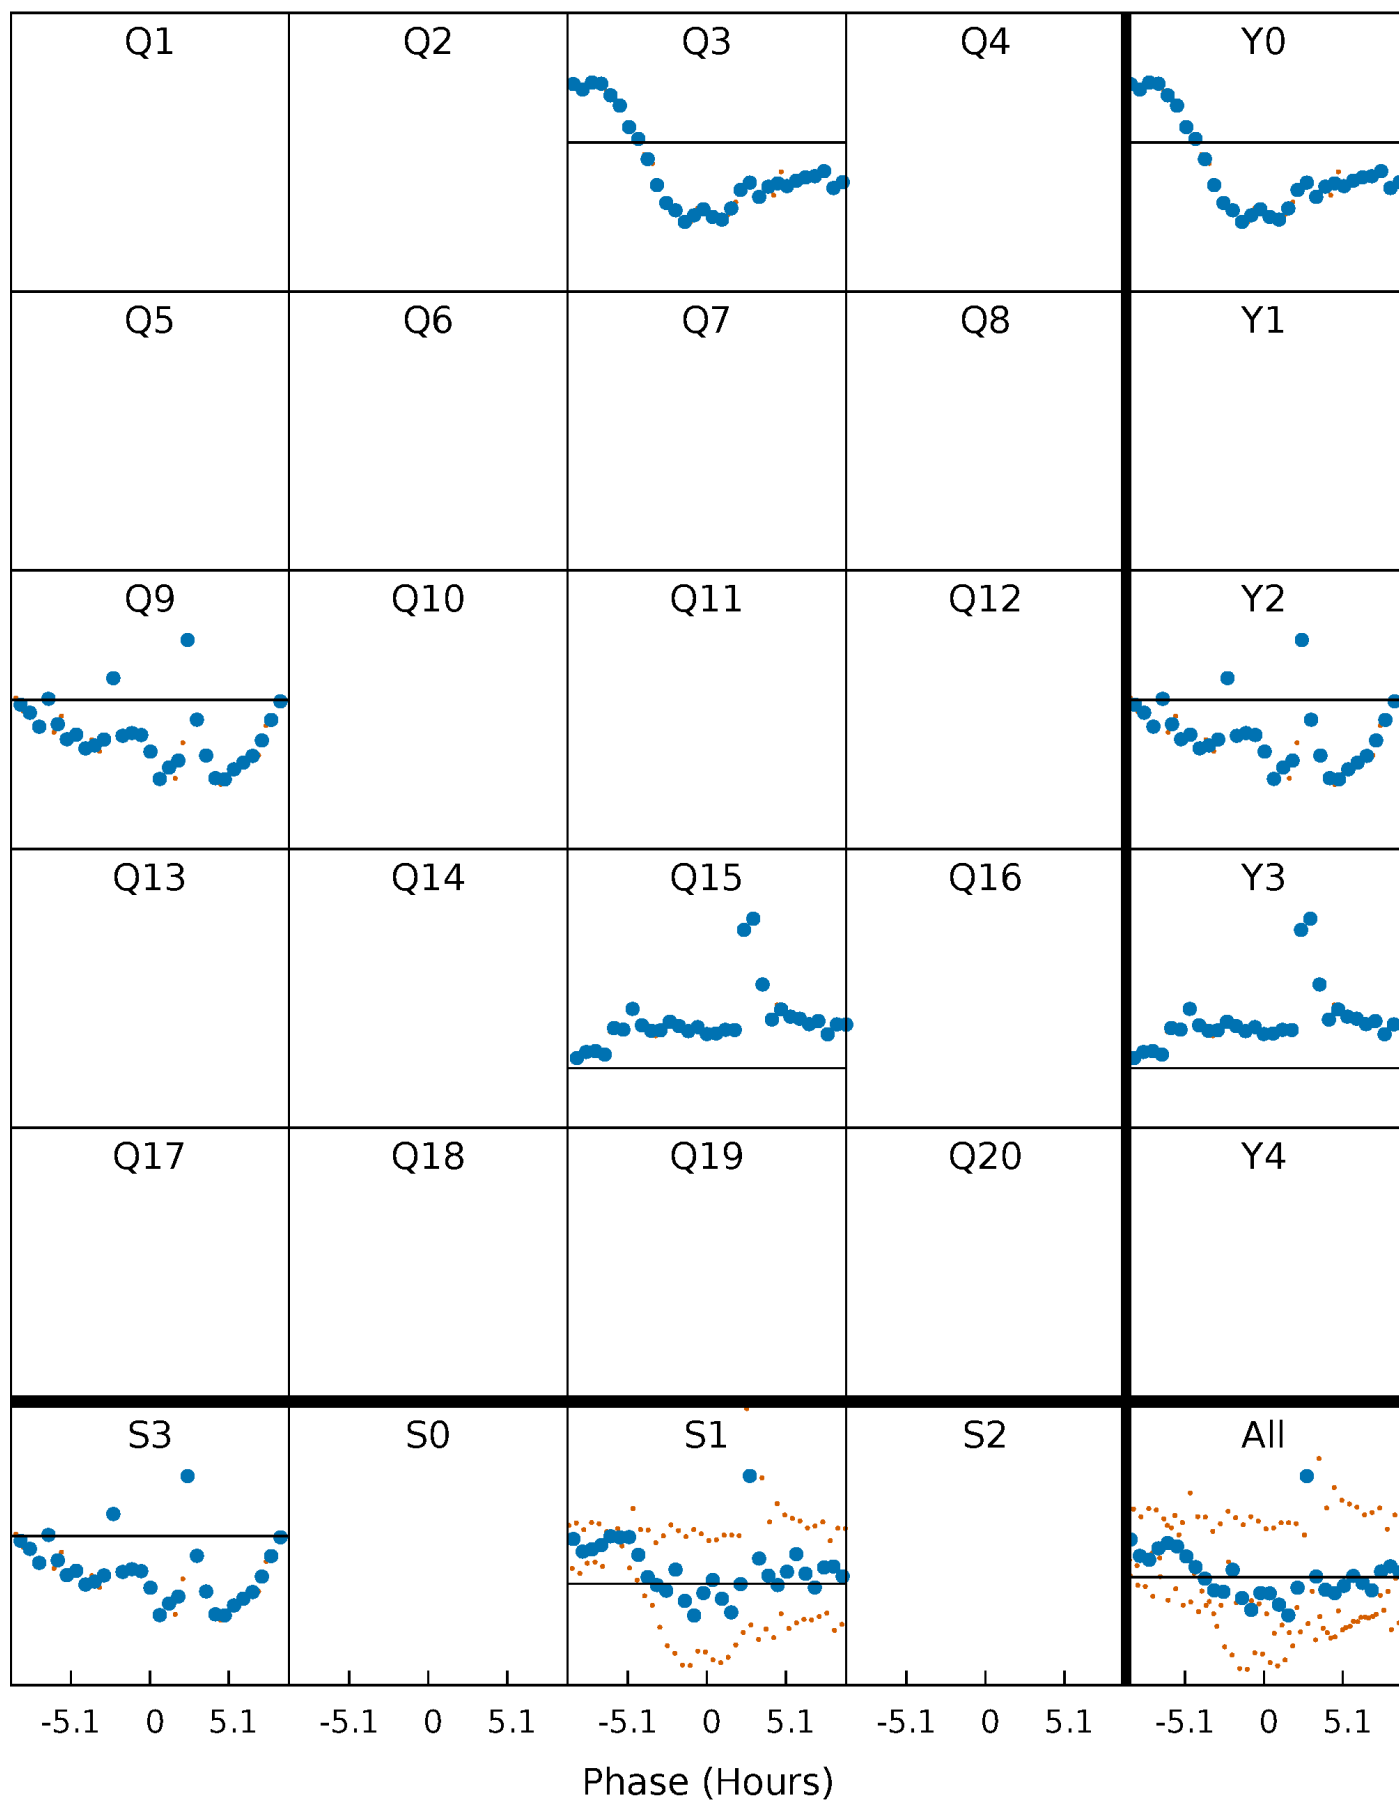 Q1 Q2 Q3 Q4 Y0
Q5 Q6 Q7 Q8 Y1
Q9 Q10 Q11 Q12 Y2
Q13 Q14 Q15 Q16 Y3
Q17 Q18 Q19 Q20 Y4
S3 S0 S1 S2 All
-5.1 0 5.1 -5.1 0 5.1 -5.1 0 5.1 -5.1 0 5.1 -5.1 0 5.1
Phase (Hours)